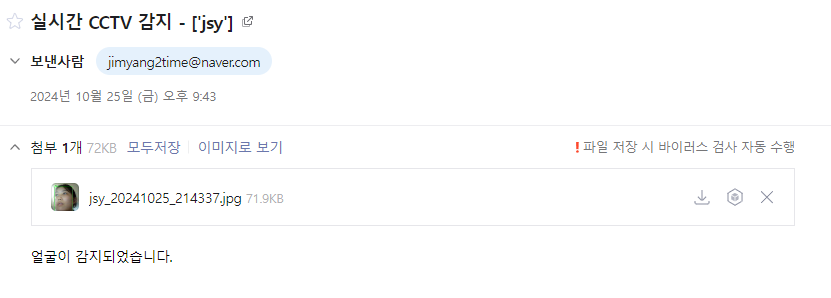 실시간 CCTV 감지 - ['jsy']
보낸사람 jimyang2time@naver.com
2024년 10월 25일 (금) 오후 9:43
첨부 1개 72KB 모두저장 이미지로 보기 ❗파일 저장 시 바이러스 검사 자동 수행
jsy_20241025_214337.jpg 71.9KB
얼굴이 감지되었습니다.